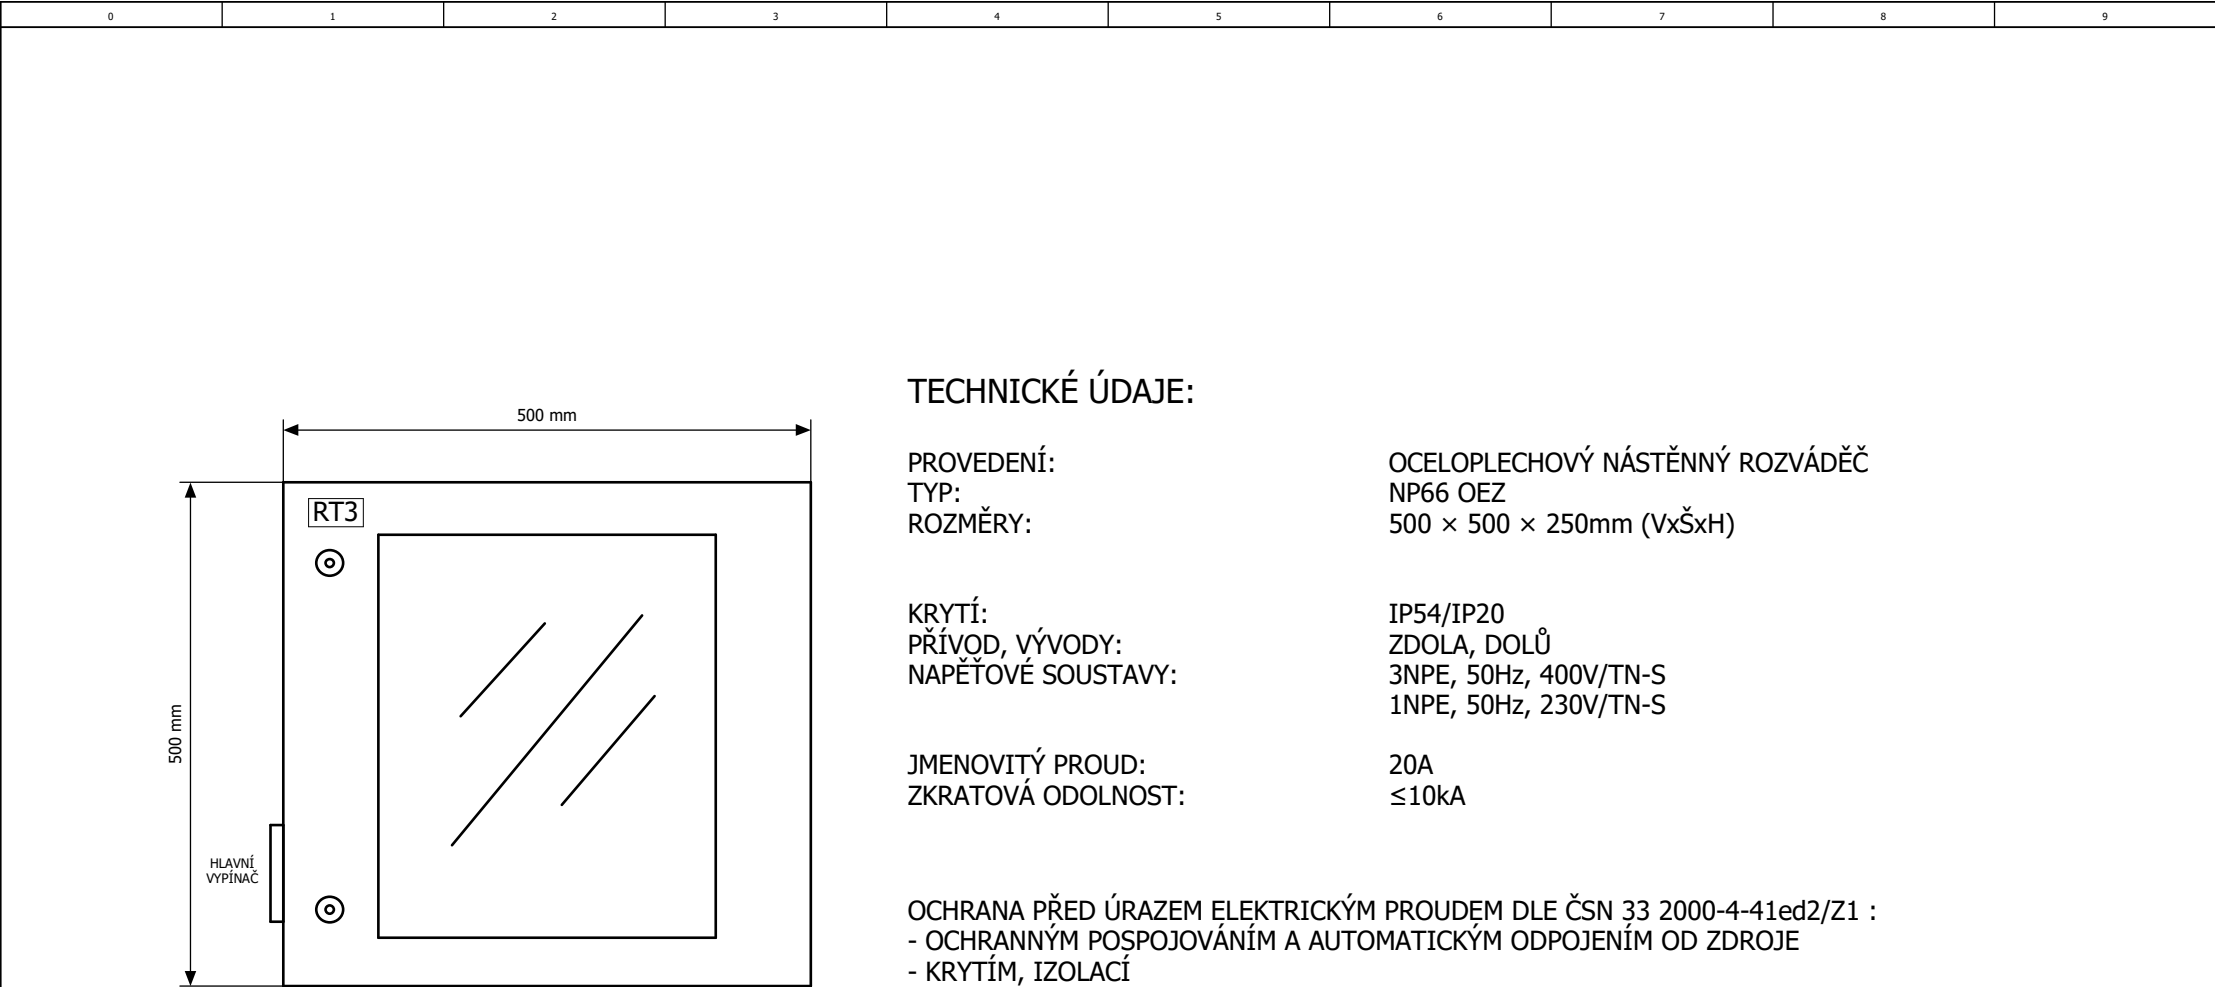 0 1 2 3 4 5 6 7 8 9
TECHNICKÉ ÚDAJE:
500 mm
PROVEDENÍ: OCELOPLECHOVÝ NÁSTĚNNÝ ROZVÁDĚČ
TYP: NP66 OEZ
ROZMĚRY: 500 × 500 × 250mm (VxŠxH)
RT3
KRYTÍ: IP54/IP20
PŘÍVOD, VÝVODY: ZDOLA, DOLŮ
NAPĚŤOVÉ SOUSTAVY: 3NPE, 50Hz, 400V/TN-S
1NPE, 50Hz, 230V/TN-S
500 mm
JMENOVITÝ PROUD: 20A
ZKRATOVÁ ODOLNOST: ≤10kA
HLAVNÍ
VYPÍNAČ
OCHRANA PŘED ÚRAZEM ELEKTRICKÝM PROUDEM DLE ČSN 33 2000-4-41ed2/Z1 :
- OCHRANNÝM POSPOJOVÁNÍM A AUTOMATICKÝM ODPOJENÍM OD ZDROJE
- KRYTÍM, IZOLACÍ